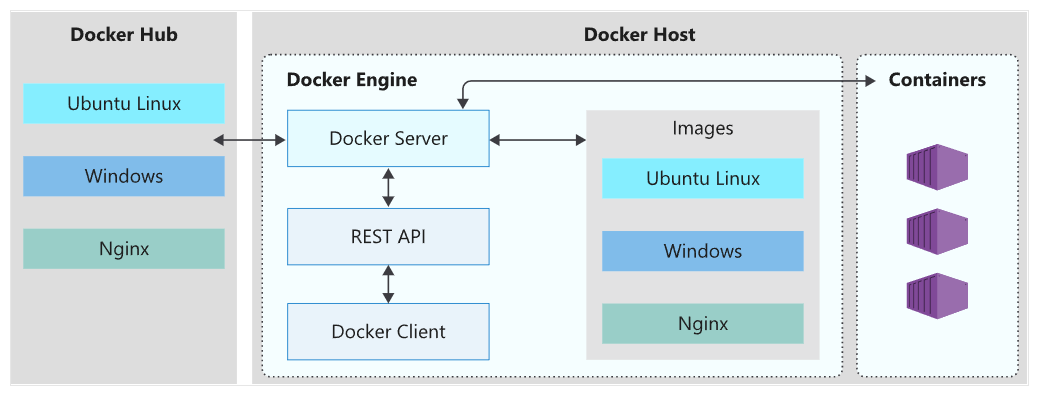 Docker Hub
Ubuntu Linux
Windows
Nginx
Docker Host
Docker Engine
Docker Server
REST API
Docker Client
Images
Ubuntu Linux
Windows
Nginx
Containers